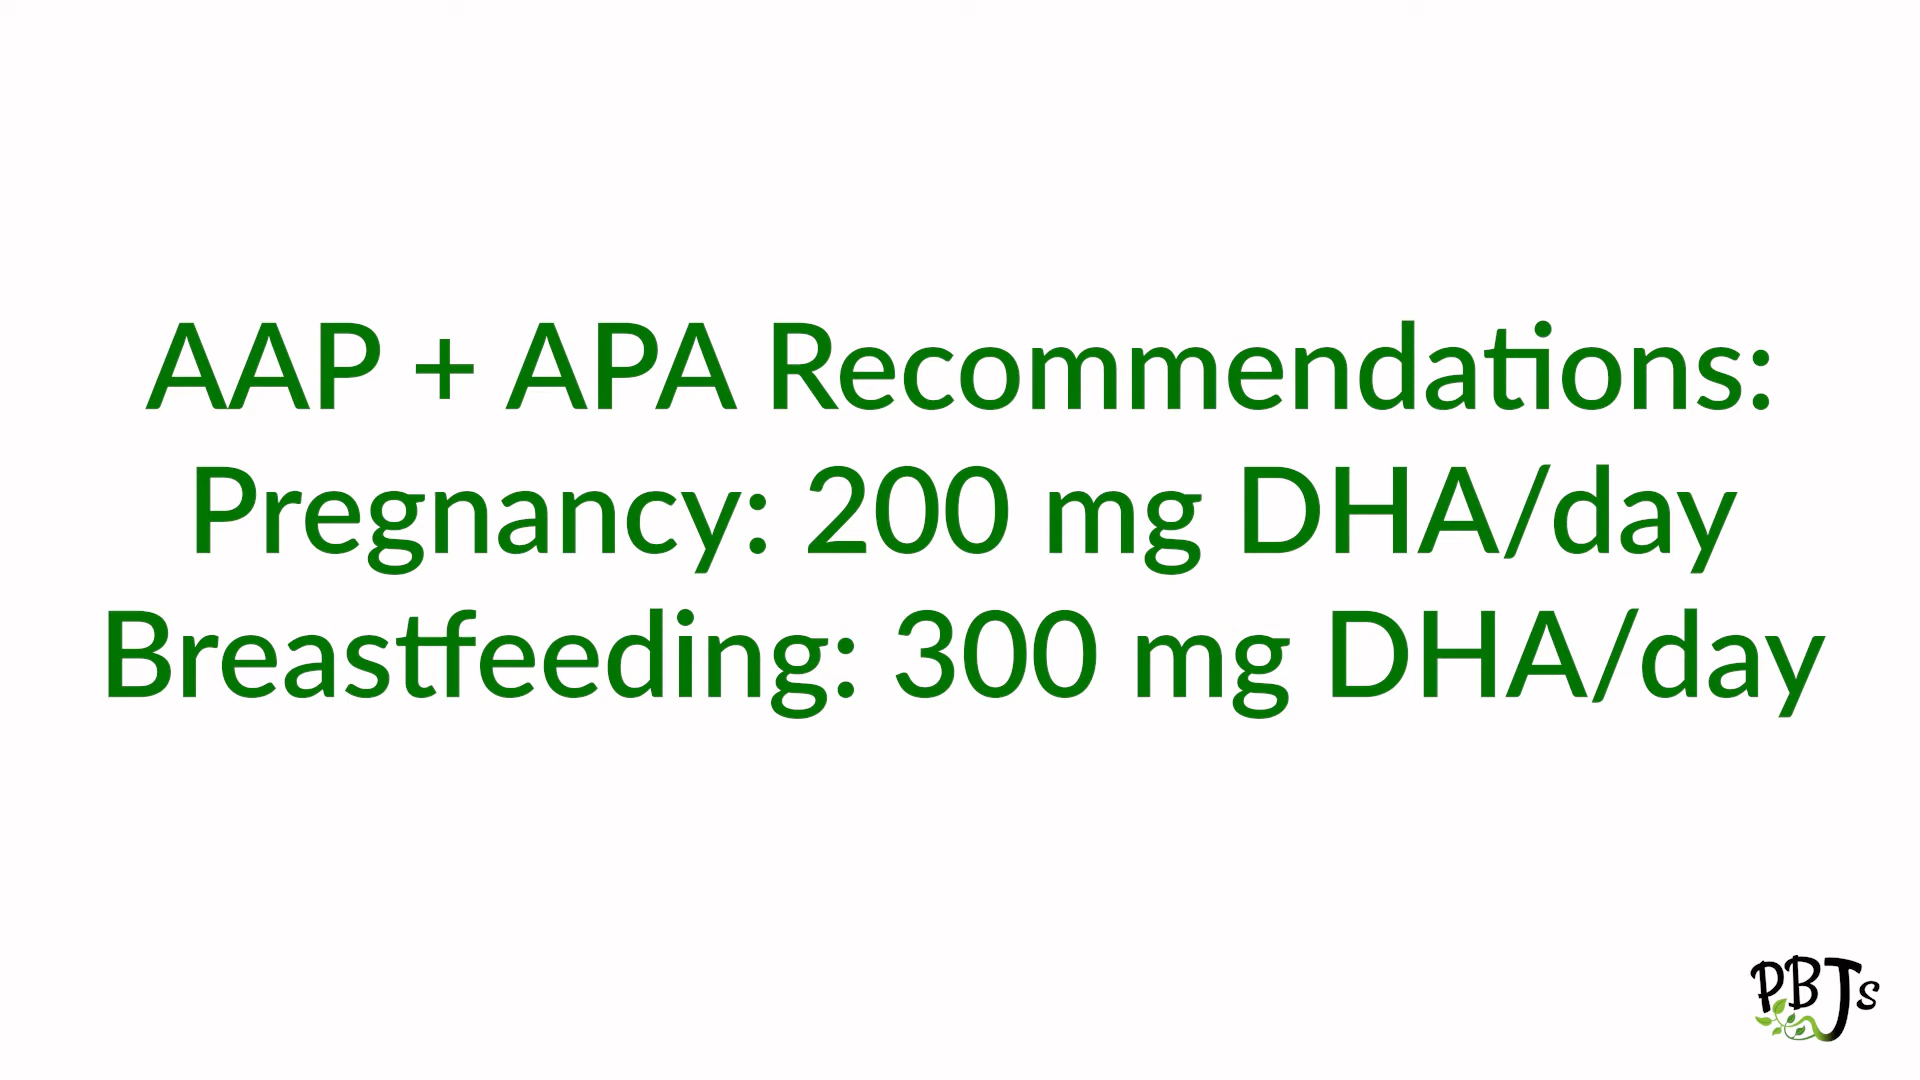 AAP + APA Recommendations:
Pregnancy: 200 mg DHA/day
Breastfeeding: 300 mg DHA/day
PBJs